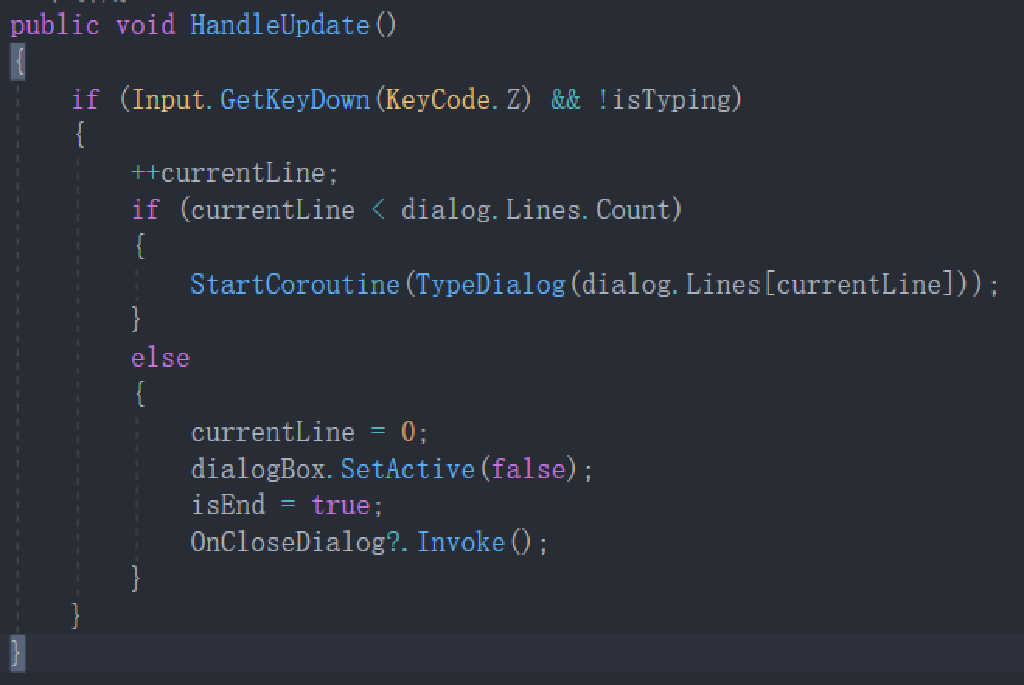 public void HandleUpdate()
{
if (Input.GetKeyDown(KeyCode.Z) && !isTyping)
{
++currentLine;
if (currentLine < dialog.Lines.Count)
{
StartCoroutine(TypeDialog(dialog.Lines[currentLine]));
}
else
{
currentLine = 0;
dialogBox.SetActive(false);
isEnd = true;
OnCloseDialog?.Invoke();
}
}
}